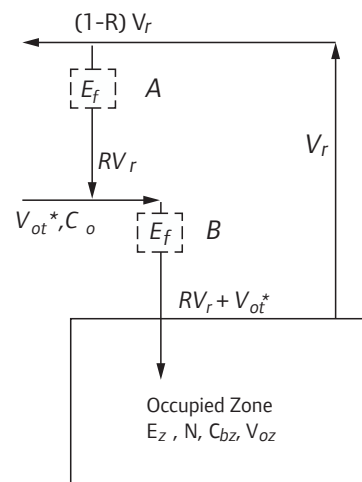 (1-R) Vr
Ef A
Vr
RVr
Vot*,Co
Ef B
RVr + Vot*
Occupied Zone
Ez , N, Cbz, Voz